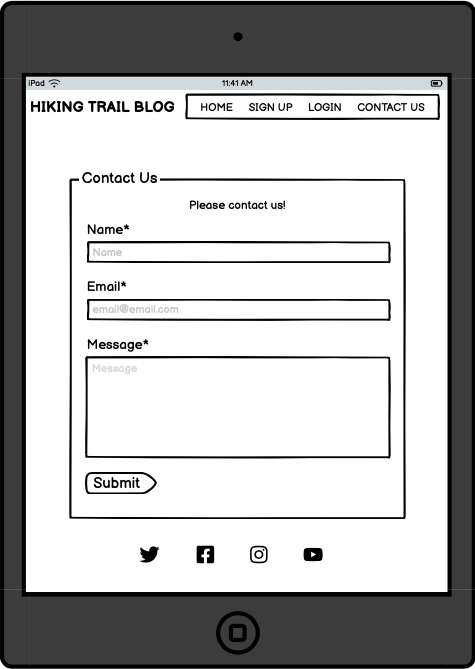 iPad 11:41 AM
HIKING TRAIL BLOG HOME SIGN UP LOGIN CONTACT US
Contact Us
Please contact us!
Name*
Name
Email*
email@email.com
Message*
Message
Submit